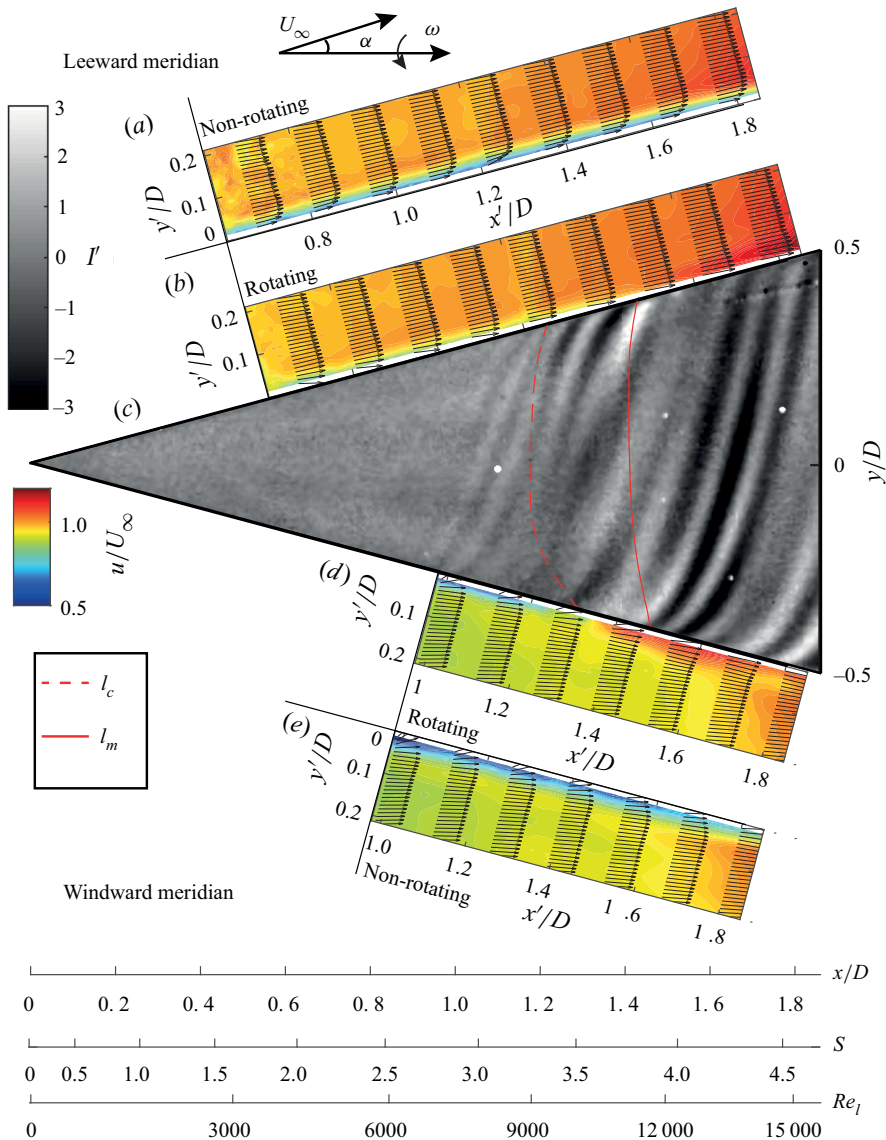 U∞
α
ω
Leeward meridian
3
2
1
0
−1
−2
−3
I′
(a)
Non-rotating
0.2
0.1
0
y′/D
0.8
1.0
1.2
1.4
1.6
1.8
x′/D
(b)
Rotating
0.2
0.1
y′/D
(c)
0.5
0
−0.5
y/D
1.0
0.5
u/U∞
l_c
l_m
(d)
y′/D
0.1
0.2
1
1.2
1.4
1.6
1.8
x′/D
Rotating
(e)
y′/D
0
0.1
0.2
1.0
1.2
1.4
1 .6
1 .8
x′/D
Non-rotating
Windward meridian
0 0.2 0.4 0.6 0.8 1.0 1.2 1.4 1.6 1.8 x/D
0 0.5 1.0 1.5 2.0 2.5 3.0 3.5 4.0 4.5 S
0 3000 6000 9000 12 000 15 000 Re_l